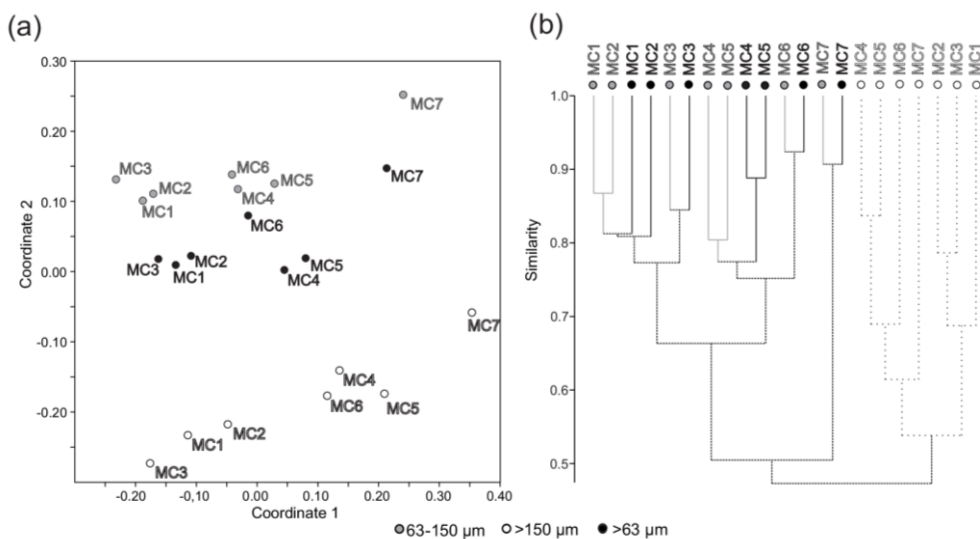 (a)
(b)
0.30
0.20
0.10
0.00
-0.10
-0.20
Coordinate 2
MC7
MC3
MC2
MC1
MC6
MC4
MC5
MC7
MC6
MC3
MC1
MC2
MC4
MC5
MC7
MC4
MC6
MC5
MC2
MC1
MC3
-0.20
-0,10
0.00
0.10
0.20
0.30
0.40
Coordinate 1
MC1
MC2
MC1
MC2
MC3
MC3
MC4
MC5
MC4
MC5
MC6
MC6
MC7
MC7
MC4
MC5
MC6
MC7
MC2
MC3
MC1
1.0
0.9
0.8
0.7
0.6
0.5
Similarity
63-150 µm >150 µm >63 µm